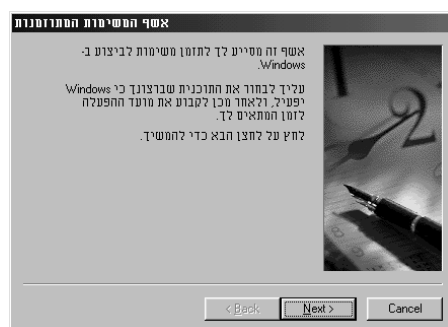 אשף המשימות המתוזמנות
אשף זה מסייע לך לתזמן משימות לביצוע ב-
Windows.
עליך לבחור את התוכנית שברצונך כי Windows
יפעיל, ולאחר מכן לקבוע את מועד ההפעלה
לזמן המתאים לך.
לחץ על לחצן הבא כדי להמשיך.
< Back Next > Cancel